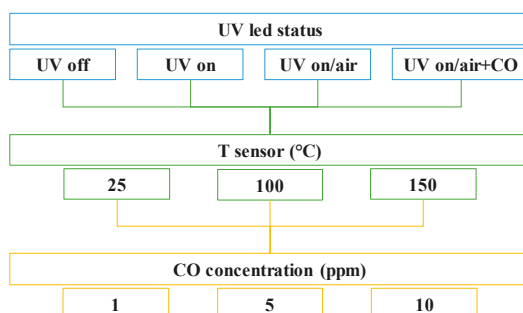 UV led status
UV off UV on UV on/air UV on/air+CO
T sensor (°C)
25 100 150
CO concentration (ppm)
1 5 10